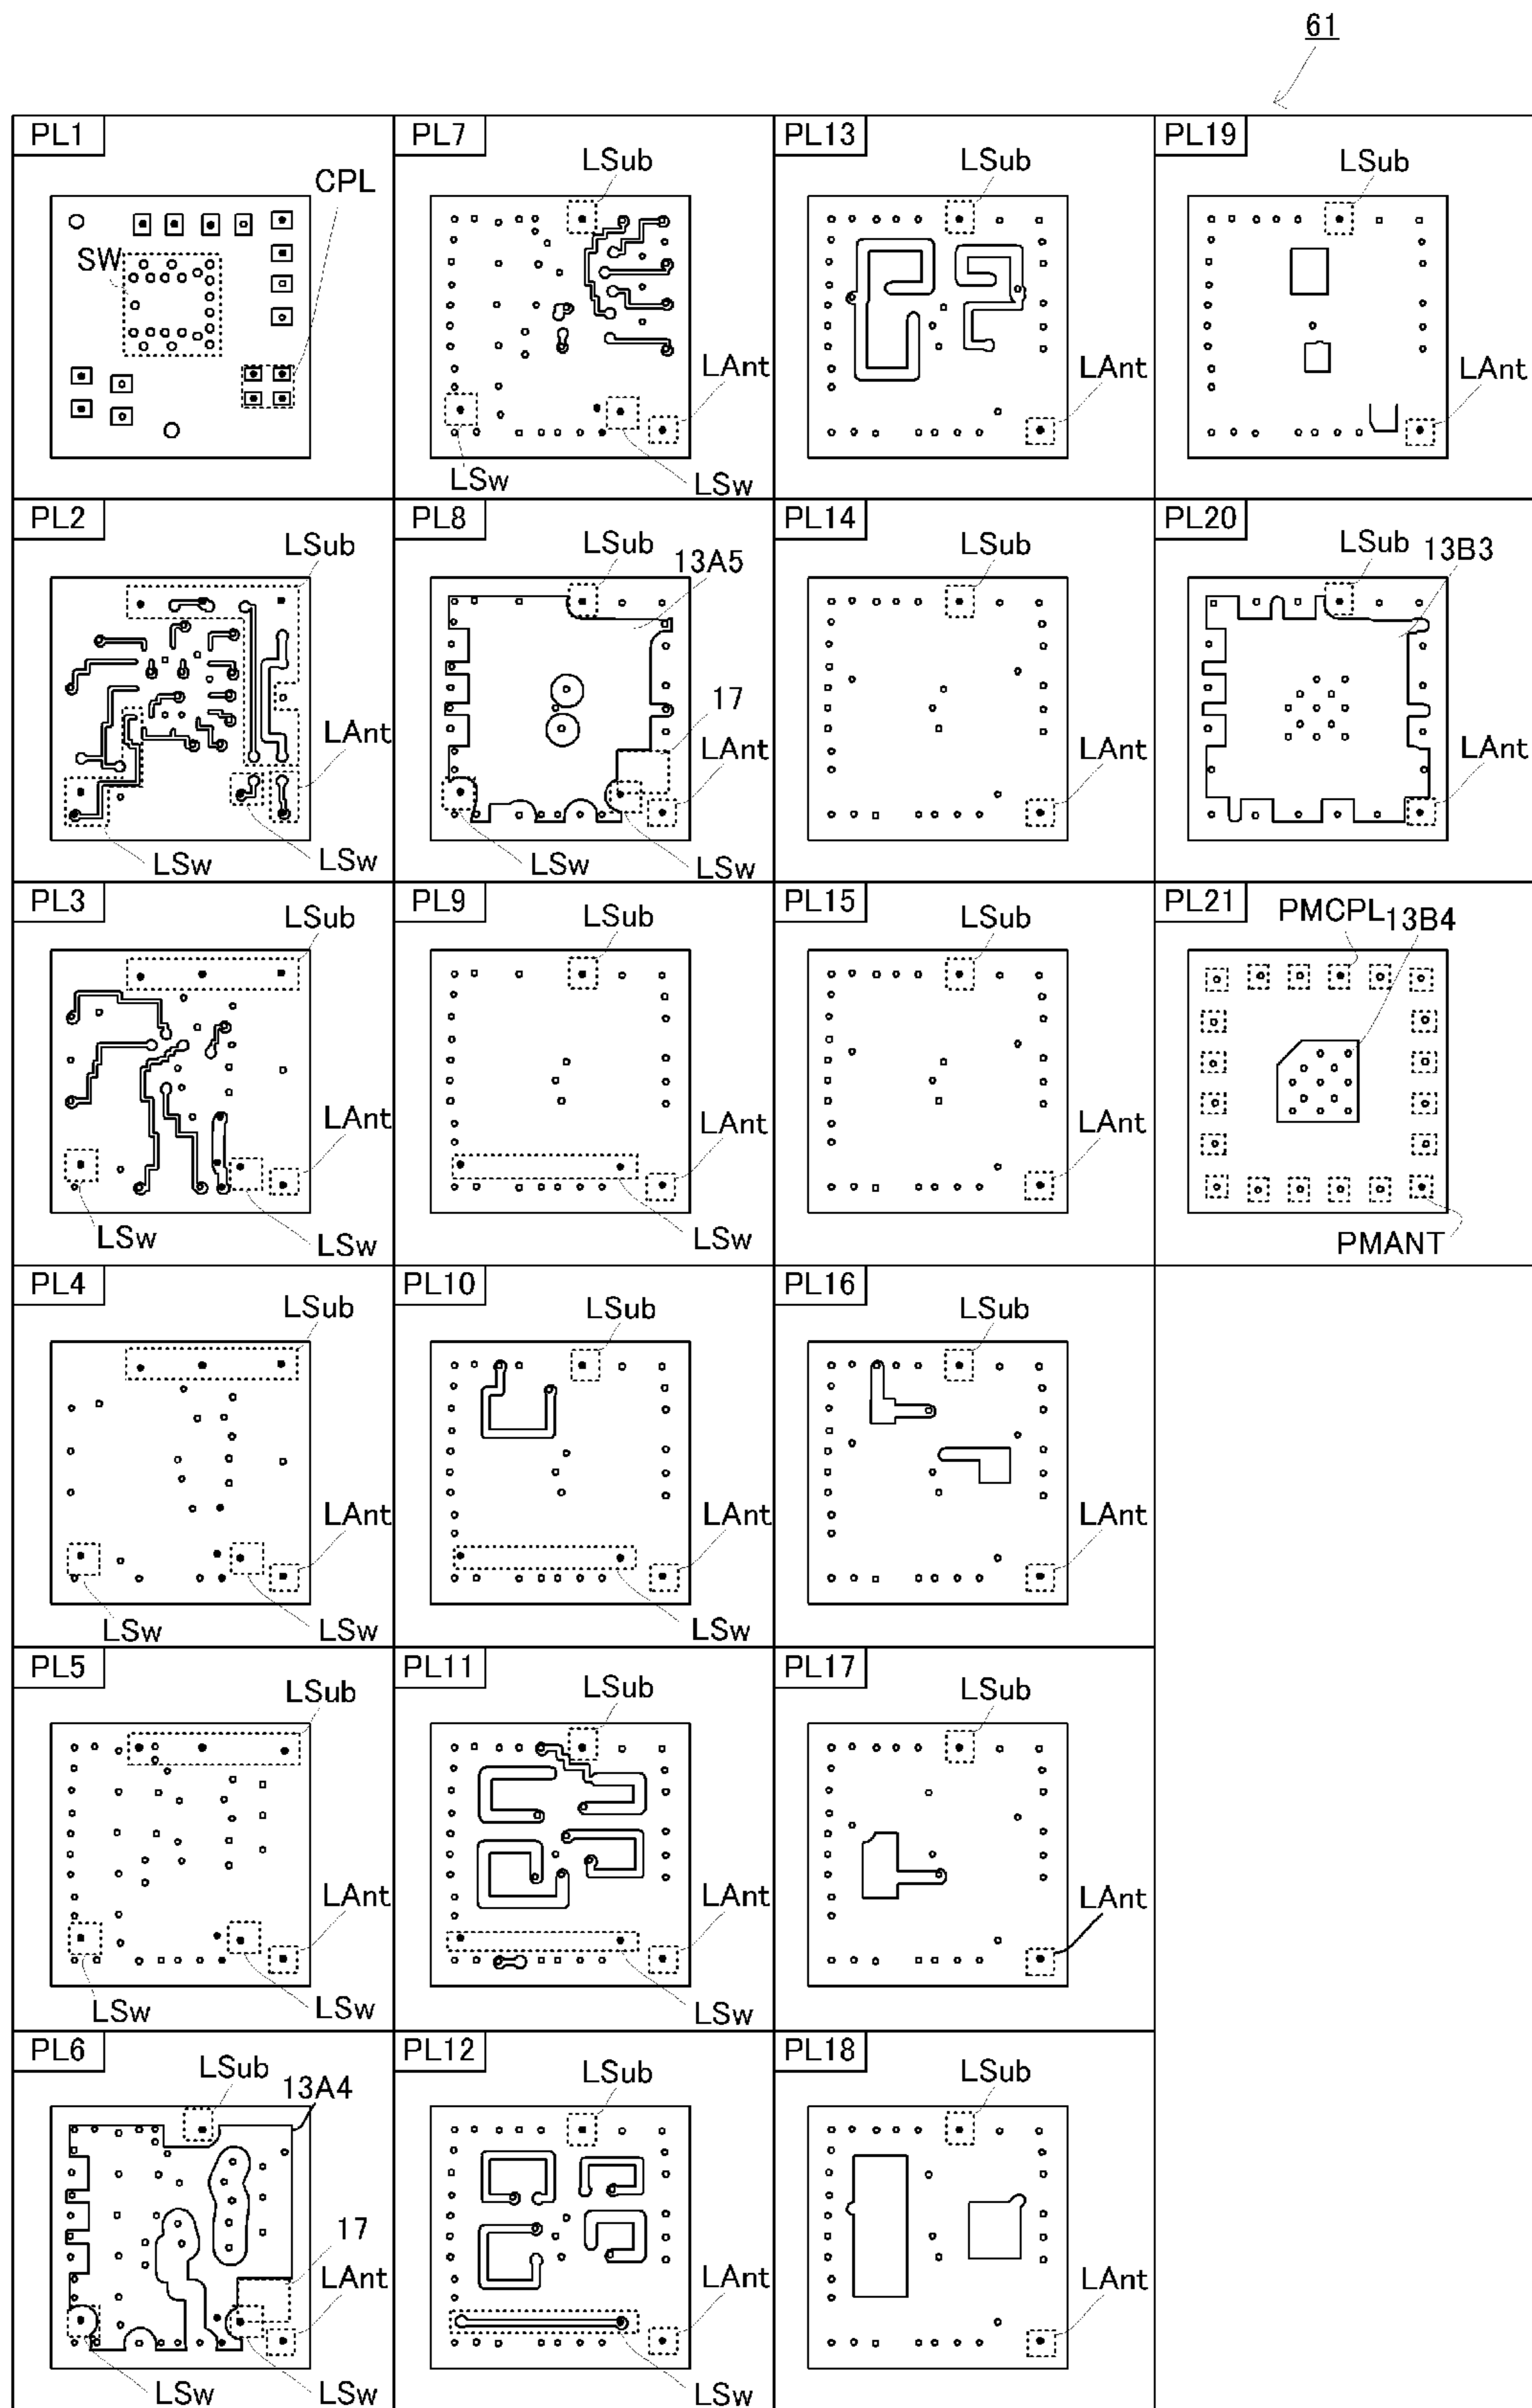 61
PL1
CPL
SW
PL7
LSub
LAnt
LSw
LSw
PL13
LSub
LAnt
PL19
LSub
LAnt
PL2
LSub
LAnt
LSw
LSw
PL8
LSub
13A5
17
LAnt
LSw
LSw
PL14
LSub
LAnt
PL20
LSub
13B3
LAnt
PL3
LSub
LAnt
LSw
LSw
PL9
LSub
LAnt
LSw
PL15
LSub
LAnt
PL21
PMCPL
13B4
PMANT
PL4
LSub
LAnt
LSw
LSw
PL10
LSub
LAnt
LSw
PL16
LSub
LAnt
PL5
LSub
LAnt
LSw
LSw
PL11
LSub
LAnt
LSw
PL17
LSub
LAnt
PL6
LSub
13A4
17
LAnt
LSw
LSw
PL12
LSub
LAnt
LSw
PL18
LSub
LAnt